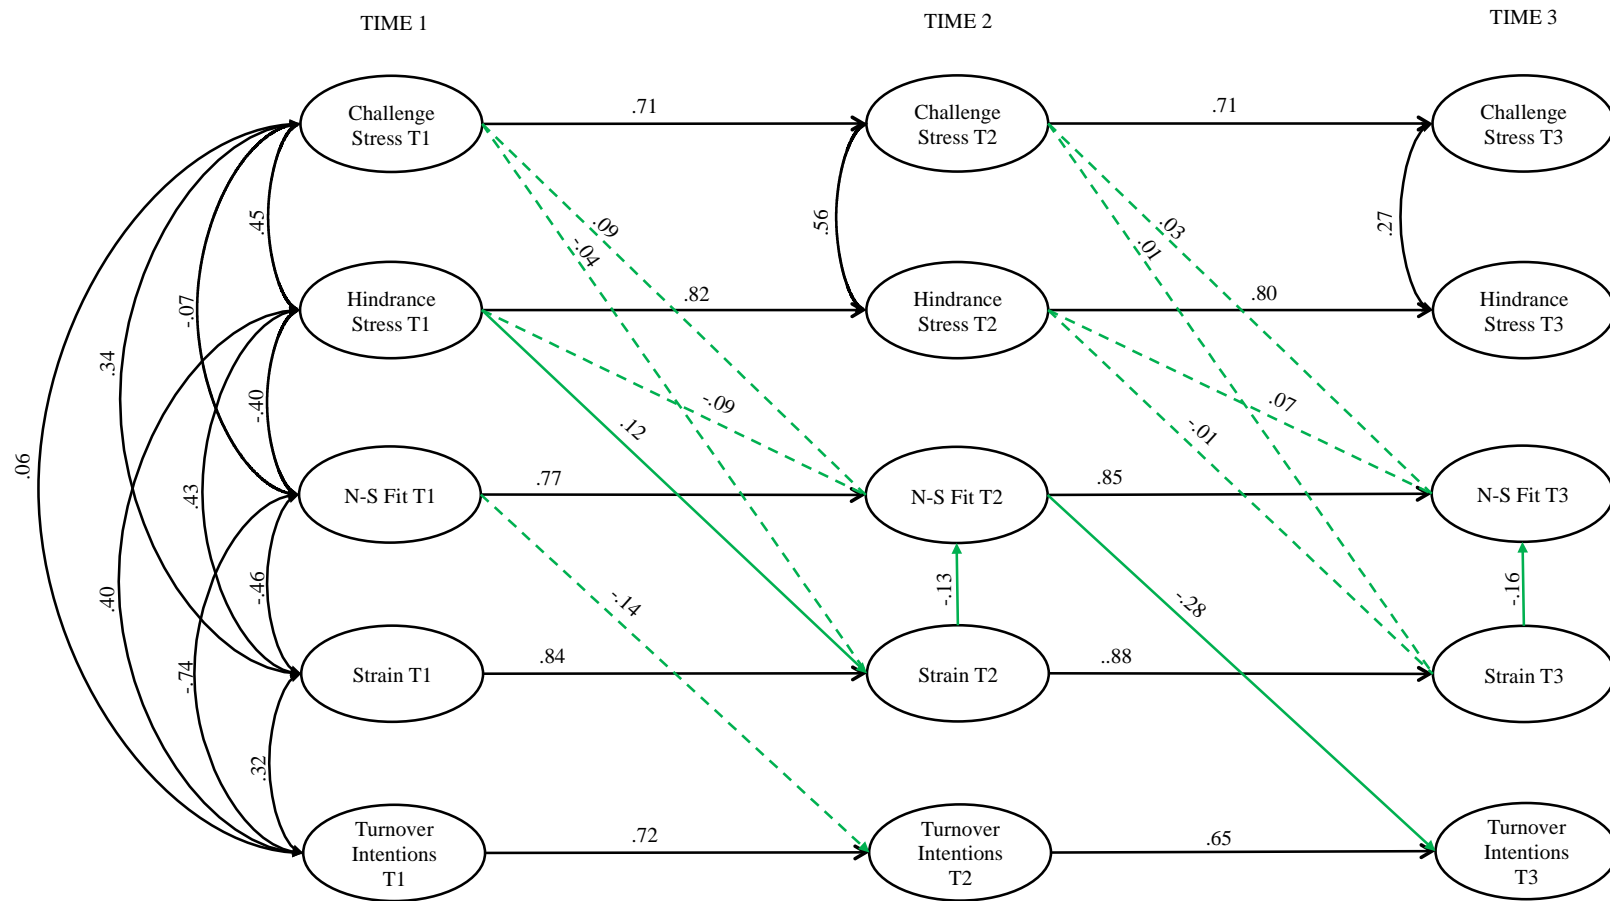 TIME 1
TIME 2
TIME 3
Challenge
Stress T1
.71
Challenge
Stress T2
.71
Challenge
Stress T3
.45
.09
-.04
.56
.03
.01
.27
Hindrance
Stress T1
.82
Hindrance
Stress T2
.80
Hindrance
Stress T3
-.07
.34
-.40
-.09
.12
.07
-.01
.06
N-S Fit T1
.77
N-S Fit T2
.85
N-S Fit T3
.43
.40
-.46
-.14
-.13
-.28
-.16
-.74
Strain T1
.84
Strain T2
..88
Strain T3
.32
Turnover
Intentions
T1
.72
Turnover
Intentions
T2
.65
Turnover
Intentions
T3